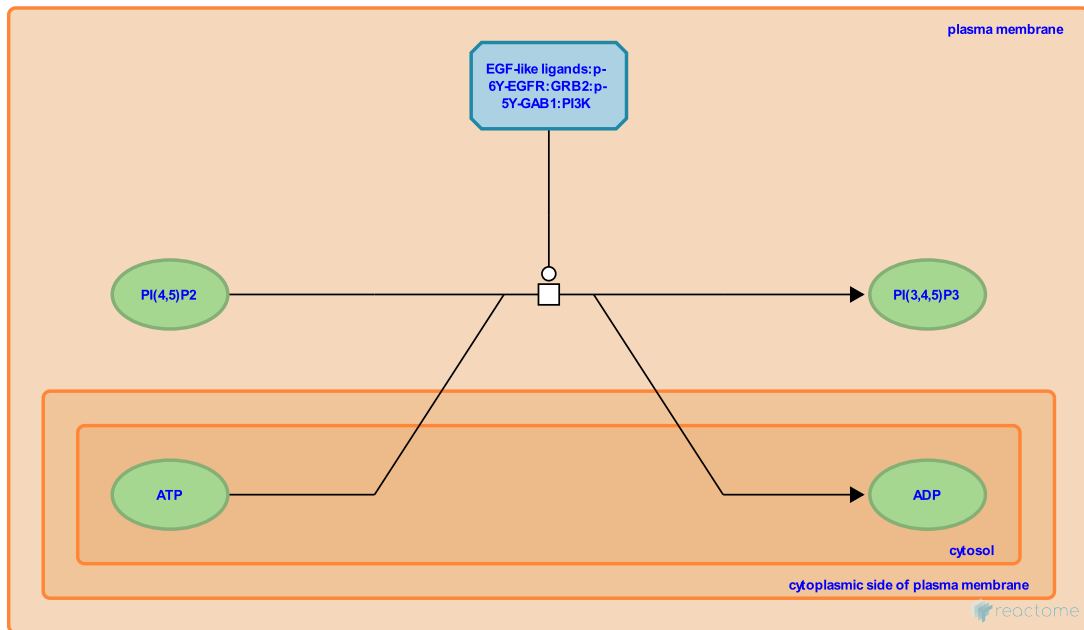 plasma membrane
EGF-like ligands:p-
6Y-EGFR:GRB2:p-
5Y-GAB1:PI3K
PI(4,5)P2
PI(3,4,5)P3
ATP
ADP
cytosol
cytoplasmic side of plasma membrane
reactome